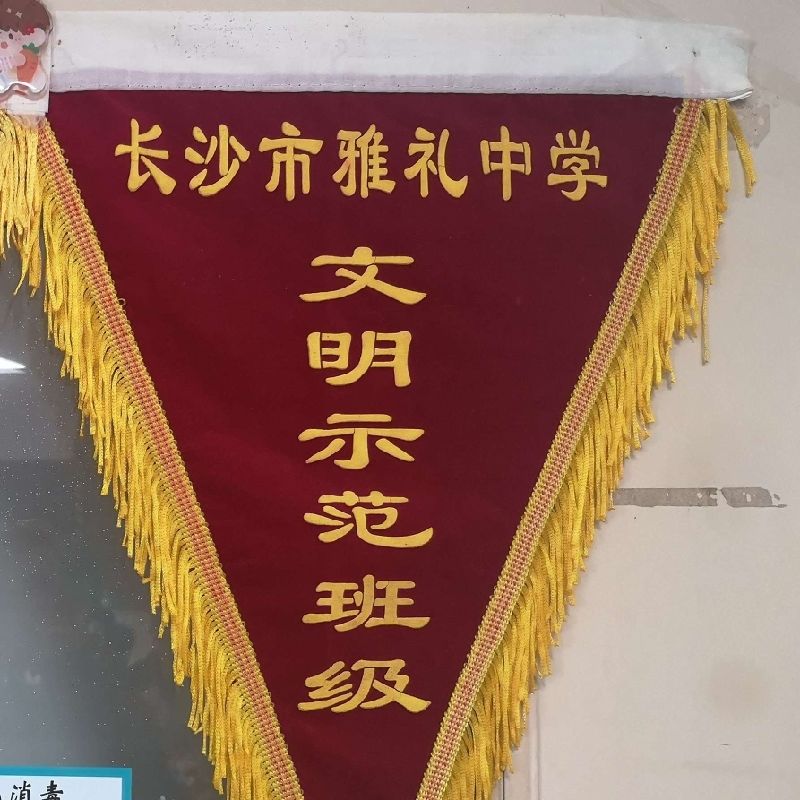 长沙市雅礼中学
文明示范班级
消毒